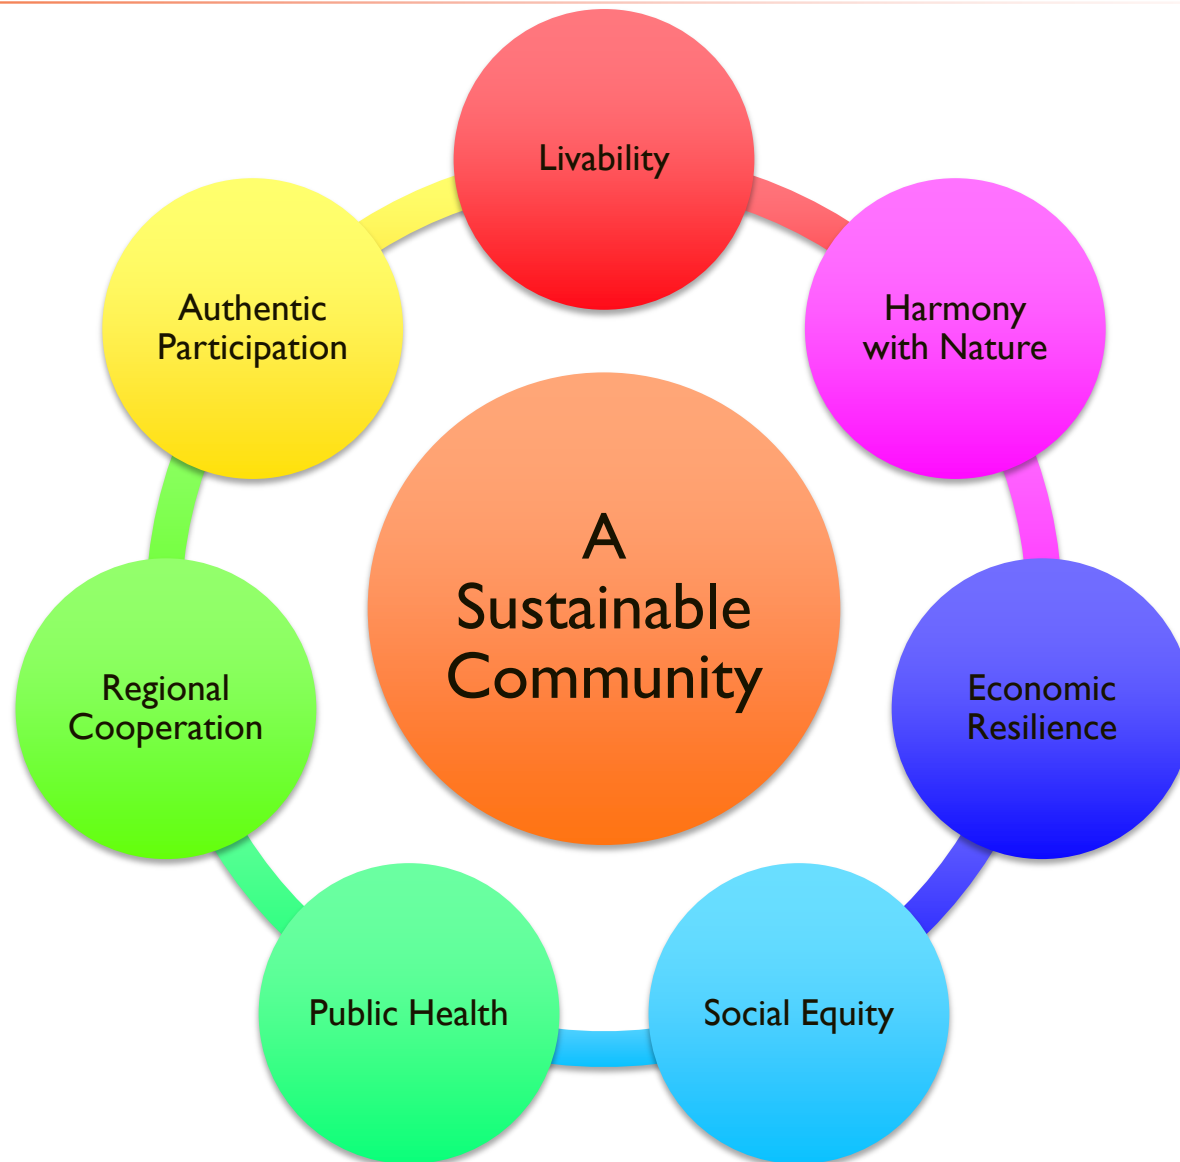 Livability
Harmony
with Nature
Economic
Resilience
Social Equity
Public Health
Regional
Cooperation
Authentic
Participation
A
Sustainable
Community